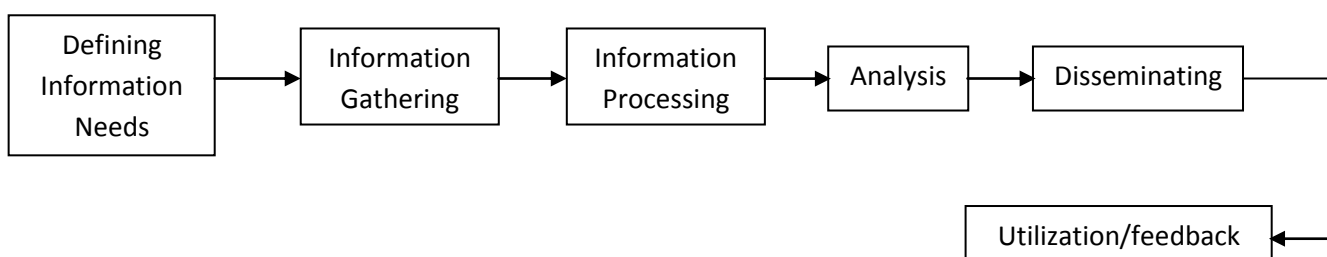 Defining
Information
Needs
Information
Gathering
Information
Processing
Analysis
Disseminating
Utilization/feedback